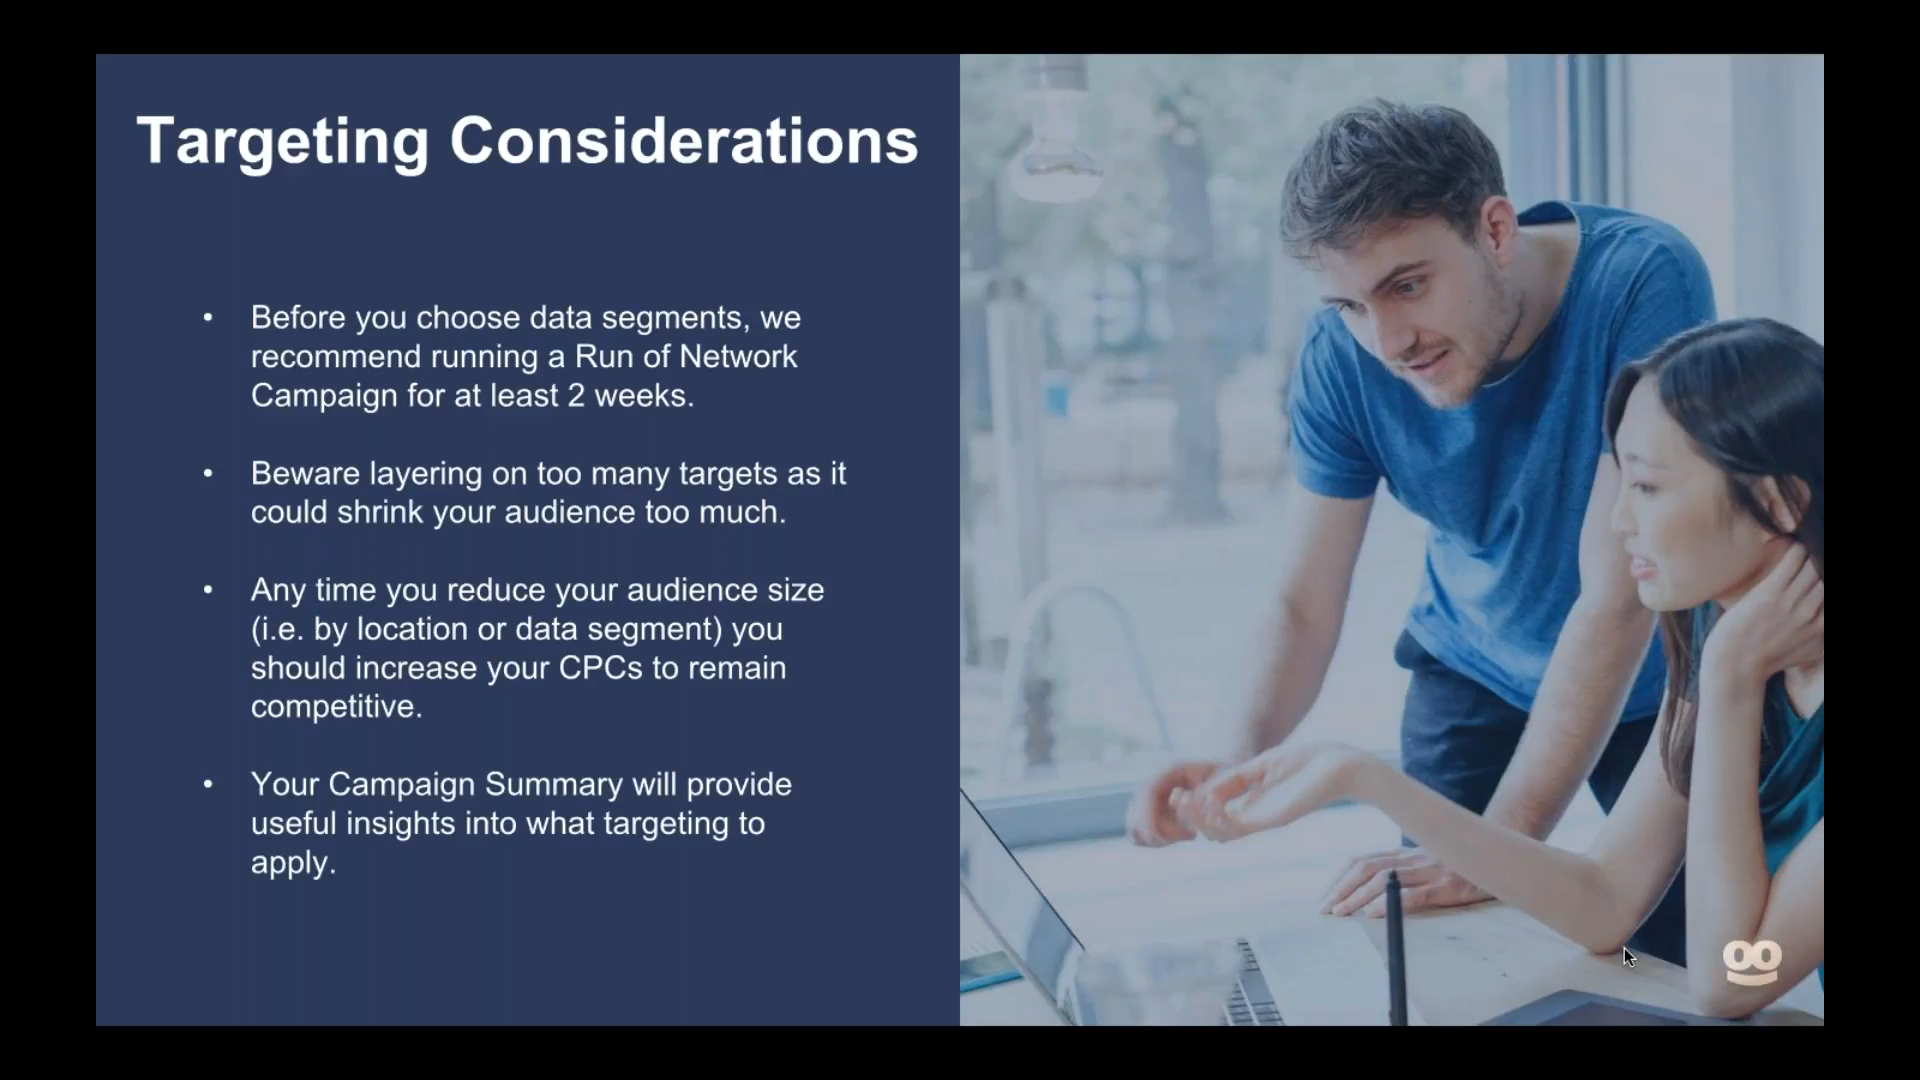 Targeting Considerations
• Before you choose data segments, we
recommend running a Run of Network
Campaign for at least 2 weeks.
• Beware layering on too many targets as it
could shrink your audience too much.
• Any time you reduce your audience size
(i.e. by location or data segment) you
should increase your CPCs to remain
competitive.
• Your Campaign Summary will provide
useful insights into what targeting to
apply.